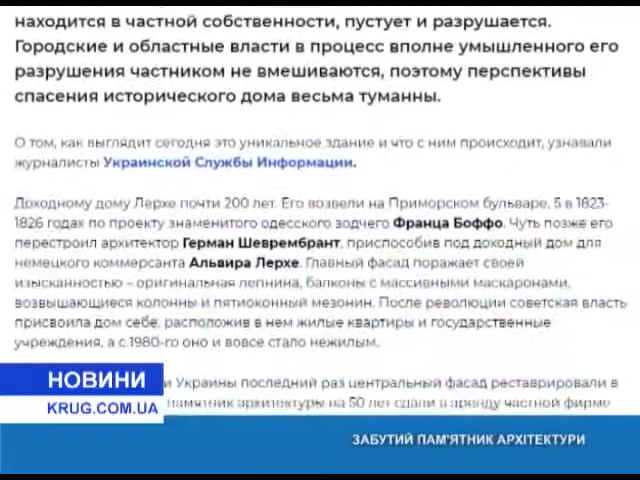 находится в частной собственности, пустует и разрушается.
Городские и областные власти в процесс вполне умышленного его
разрушения частником не вмешиваются, поэтому перспективы
спасения исторического дома весьма туманны.
О том, как выглядит сегодня это уникальное здание и что с ним происходит, узнавали
журналисты Украинской Службы Информации.
Доходному дому Лерхе почти 200 лет. Его возвели на Приморском бульваре, 5 в 1823-
1826 годах по проекту знаменитого одесского зодчего Франца Боффо. Чуть позже его
перестроил архитектор Герман Шеврембрант, приспособив под доходный дом для
немецкого коммерсанта Альвира Лерхе. Главный фасад поражает своей
изысканностью – оригинальная лепнина, балконы с массивными маскаронами,
возвышающиеся колонны и пятиоконный мезонин. После революции советская власть
присвоила дом себе, расположив в нем жилые квартиры и государственные
учреждения, а с 1980-го оно и вовсе стало нежилым.
и Украины последний раз центральный фасад реставрировали в
памятник архитектуры на 50 лет сдали в аренду частной фирме
НОВИНИ
KRUG.COM.UA
ЗАБУТИЙ ПАМ'ЯТНИК АРХІТЕКТУРИ